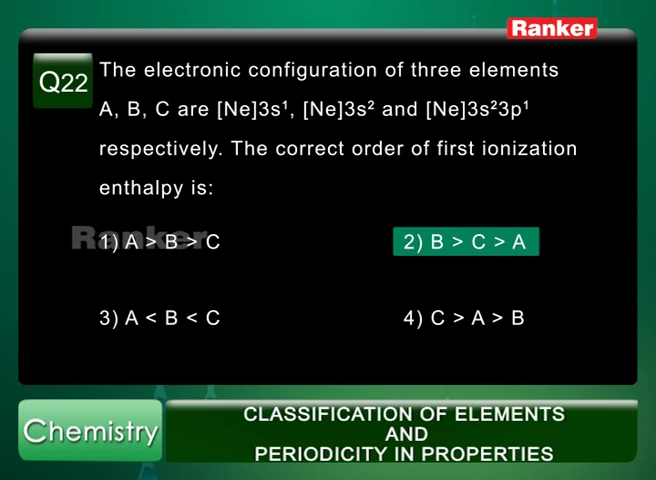 Ranker
Q22
The electronic configuration of three elements
A, B, C are [Ne]3s¹, [Ne]3s² and [Ne]3s²3p¹
respectively. The correct order of first ionization
enthalpy is:
Ranker
1) A > B > C
2) B > C > A
3) A < B < C
4) C > A > B
Chemistry
CLASSIFICATION OF ELEMENTS
AND
PERIODICITY IN PROPERTIES